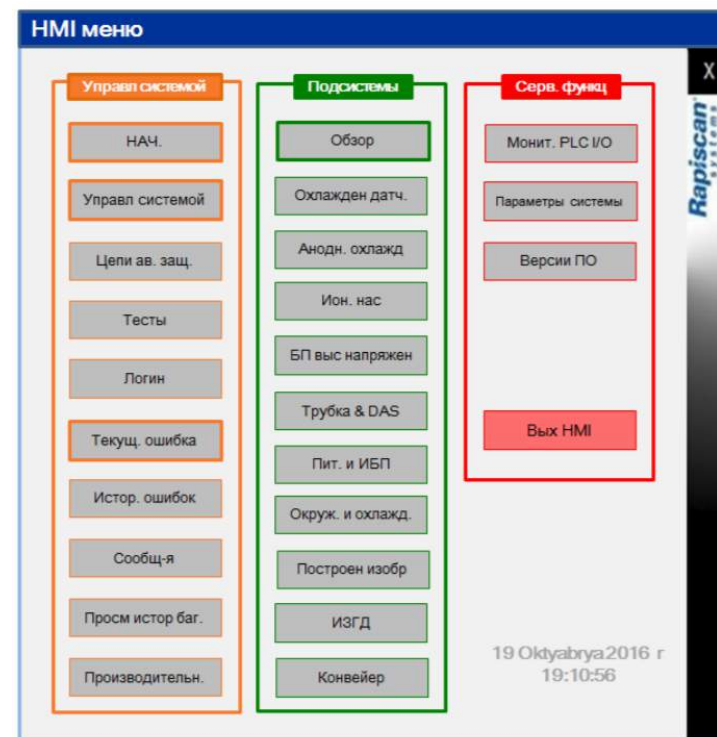 HMI меню
X
Rapiscan
systems
Управл системой
НАЧ.
Управл системой
Цепи ав. защ.
Тесты
Логин
Текущ. ошибка
Истор. ошибок
Сообщ-я
Просм истор баг.
Производительн.
Подсистемы
Обзор
Охлажден датч.
Анодн. охлажд
Ион. нас
БП выс напряжен
Трубка & DAS
Пит. и ИБП
Окруж. и охлажд.
Построен изобр
ИЗГД
Конвейер
Серв. функц
Монит. PLC I/O
Параметры системы
Версии ПО
Вых HMI
19 Oktyabrya 2016 г
19:10:56